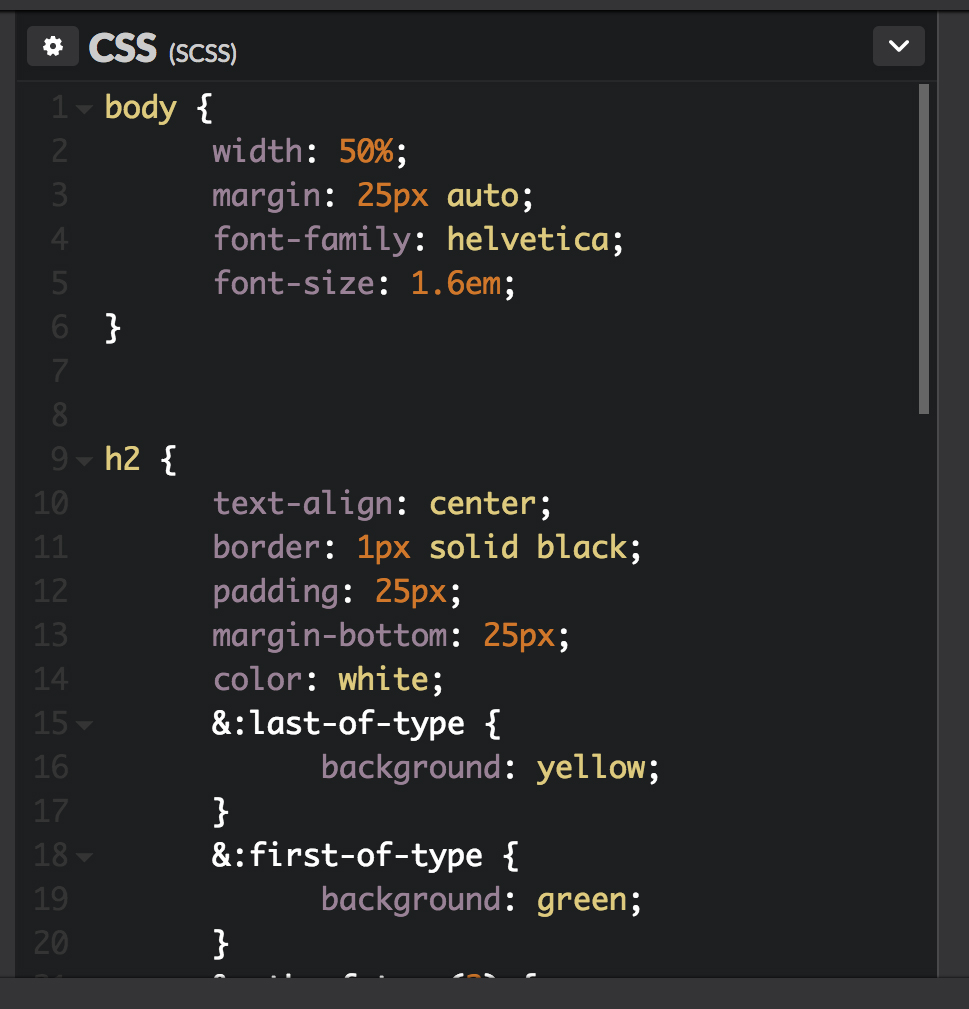 CSS (SCSS)
1 body {
2 width: 50%;
3 margin: 25px auto;
4 font-family: helvetica;
5 font-size: 1.6em;
6 }
7
8
9 h2 {
10 text-align: center;
11 border: 1px solid black;
12 padding: 25px;
13 margin-bottom: 25px;
14 color: white;
15 &:last-of-type {
16 background: yellow;
17 }
18 &:first-of-type {
19 background: green;
20 }